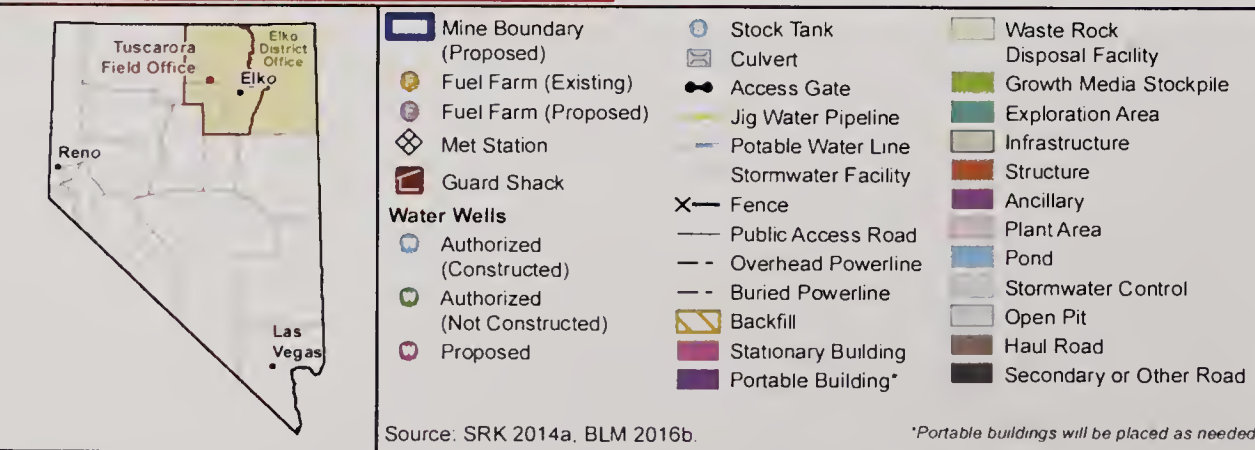 Tuscarora
Field Office
Elko
District
Office
Elko
Reno
Las
Vegas
Mine Boundary
(Proposed)
Fuel Farm (Existing)
Fuel Farm (Proposed)
Met Station
Guard Shack
Water Wells
Authorized
(Constructed)
Authorized
(Not Constructed)
Proposed
Stock Tank
Culvert
Access Gate
Jig Water Pipeline
Potable Water Line
Stormwater Facility
Fence
Public Access Road
Overhead Powerline
Buried Powerline
Backfill
Stationary Building
Portable Building*
Waste Rock
Disposal Facility
Growth Media Stockpile
Exploration Area
Infrastructure
Structure
Ancillary
Plant Area
Pond
Stormwater Control
Open Pit
Haul Road
Secondary or Other Road
Source: SRK 2014a, BLM 2016b.
*Portable buildings will be placed as needed